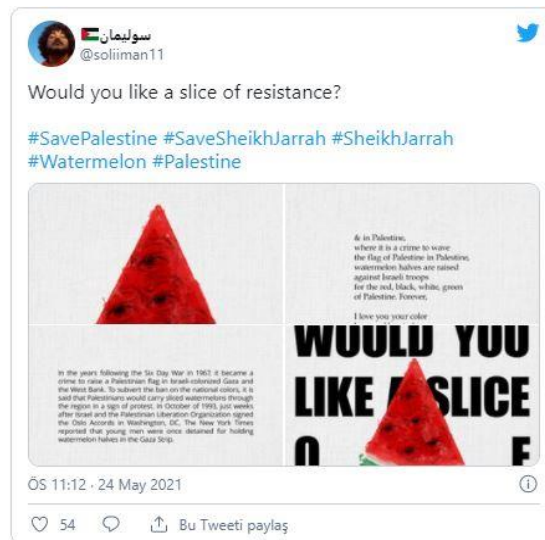 سوليمان
@soliiman11
Would you like a slice of resistance?
#SavePalestine #SaveSheikhJarrah #SheikhJarrah
#Watermelon #Palestine
& in Palestine,
where it is a crime to wave
the flag of Palestine in Palestine,
watermelon halves are raised
against Israeli troops
for the red, black, white, green
of Palestine. Forever,
I love you your color
In the years following the Six Day War in 1967, it became a
crime to raise a Palestinian flag in Israeli-colonized Gaza and
the West Bank. To subvert the ban on the national colors, it is
said that Palestinians would carry sliced watermelons through
the region in a sign of protest. In October of 1993, just weeks
after Israel and the Palestinian Liberation Organization signed
the Oslo Accords in Washington, DC, The New York Times
reported that young men were once detained for holding
watermelon halves in the Gaza Strip.
WOULD YOU
LIKE A SLICE
O F
ÖS 11:12 · 24 May 2021
54
Bu Tweeti paylaş